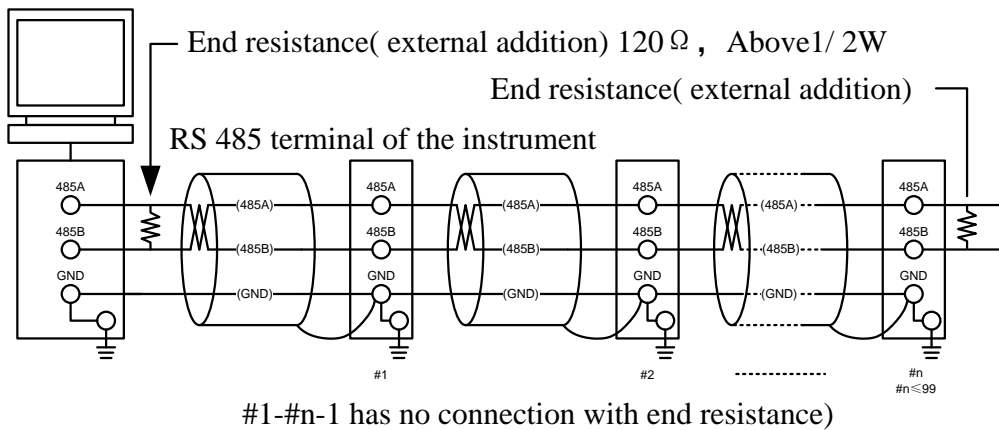 End resistance( external addition) 120Ω, Above1/ 2W
End resistance( external addition)
RS 485 terminal of the instrument
485A (485A) 485A (485A) 485A (485A) 485A
485B (485B) 485B (485B) 485B (485B) 485B
GND (GND) GND (GND) GND (GND) GND
#1 #2 #n
#n≤99
#1-#n-1 has no connection with end resistance)